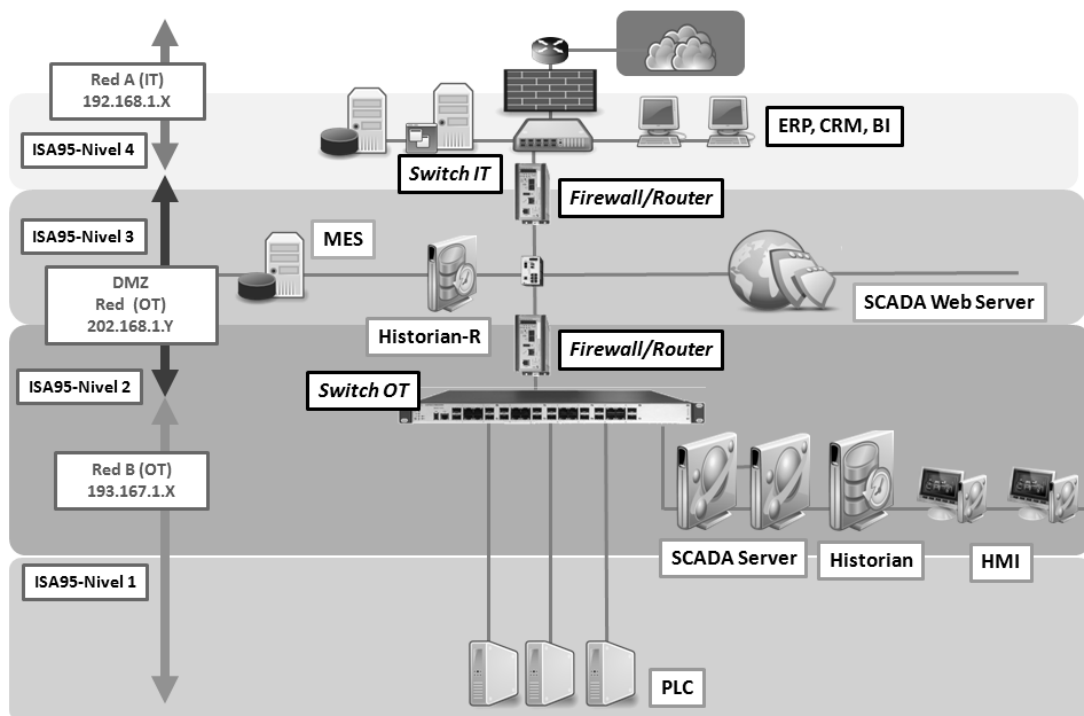 Red A (IT)
192.168.1.X
ISA95-Nivel 4
ERP, CRM, BI
Switch IT
Firewall/Router
ISA95-Nivel 3
MES
DMZ
Red (OT)
202.168.1.Y
SCADA Web Server
Historian-R
Firewall/Router
ISA95-Nivel 2
Switch OT
Red B (OT)
193.167.1.X
SCADA Server
Historian
HMI
ISA95-Nivel 1
PLC